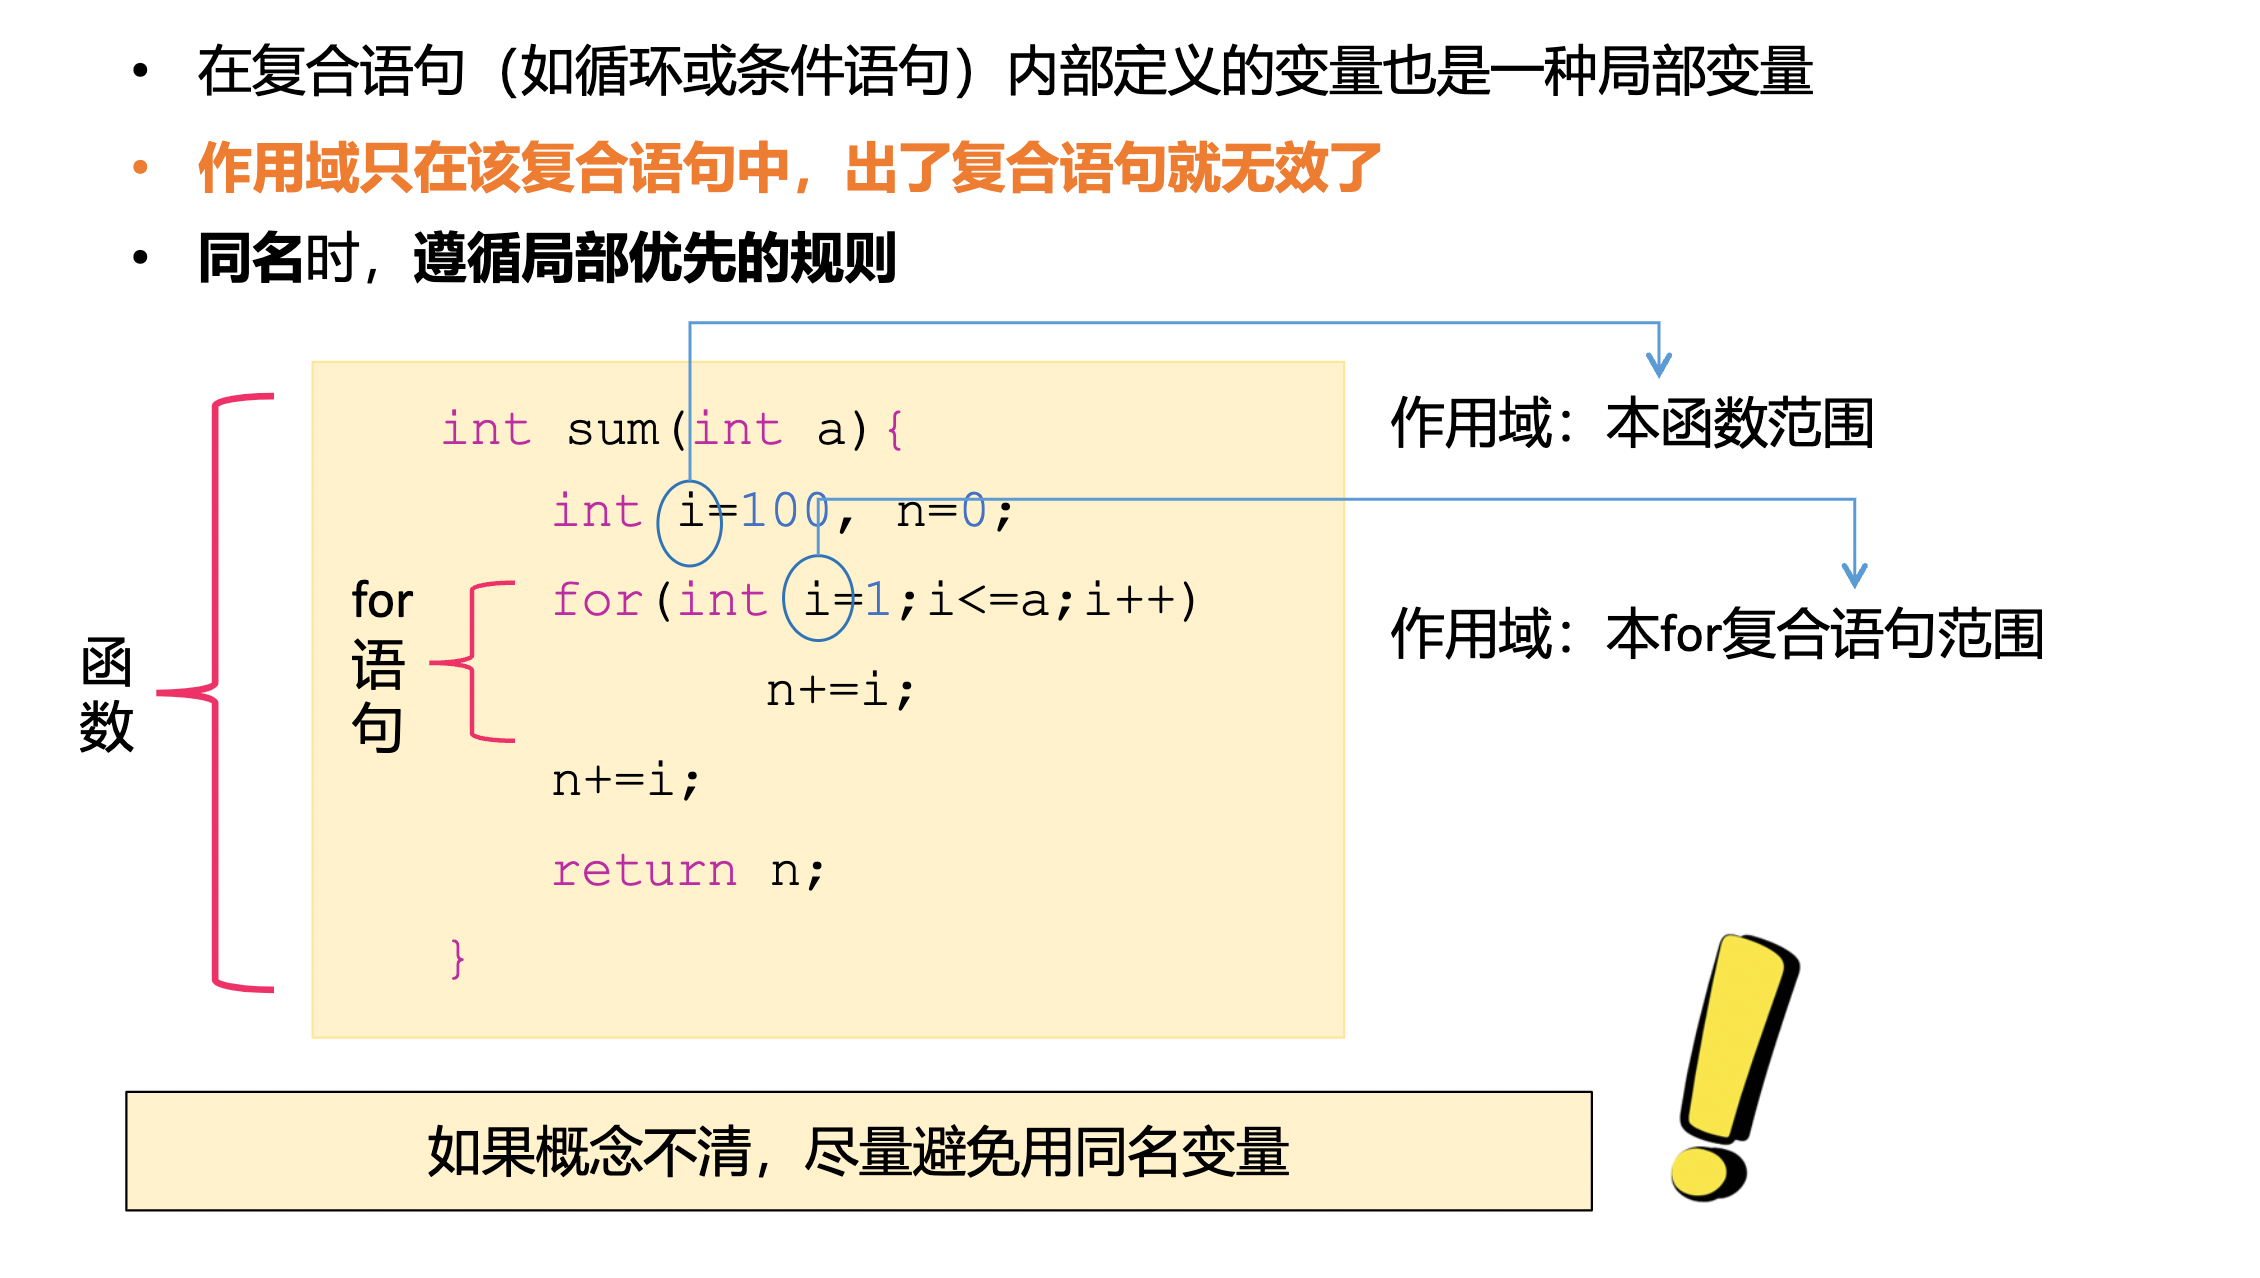 • 在复合语句（如循环或条件语句）内部定义的变量也是一种局部变量
• 作用域只在该复合语句中，出了复合语句就无效了
• 同名时，遵循局部优先的规则
int sum(int a){
int i=100, n=0;
for(int i=1;i<=a;i++)
n+=i;
n+=i;
return n;
}
函数
for语句
作用域：本函数范围
作用域：本for复合语句范围
如果概念不清，尽量避免用同名变量